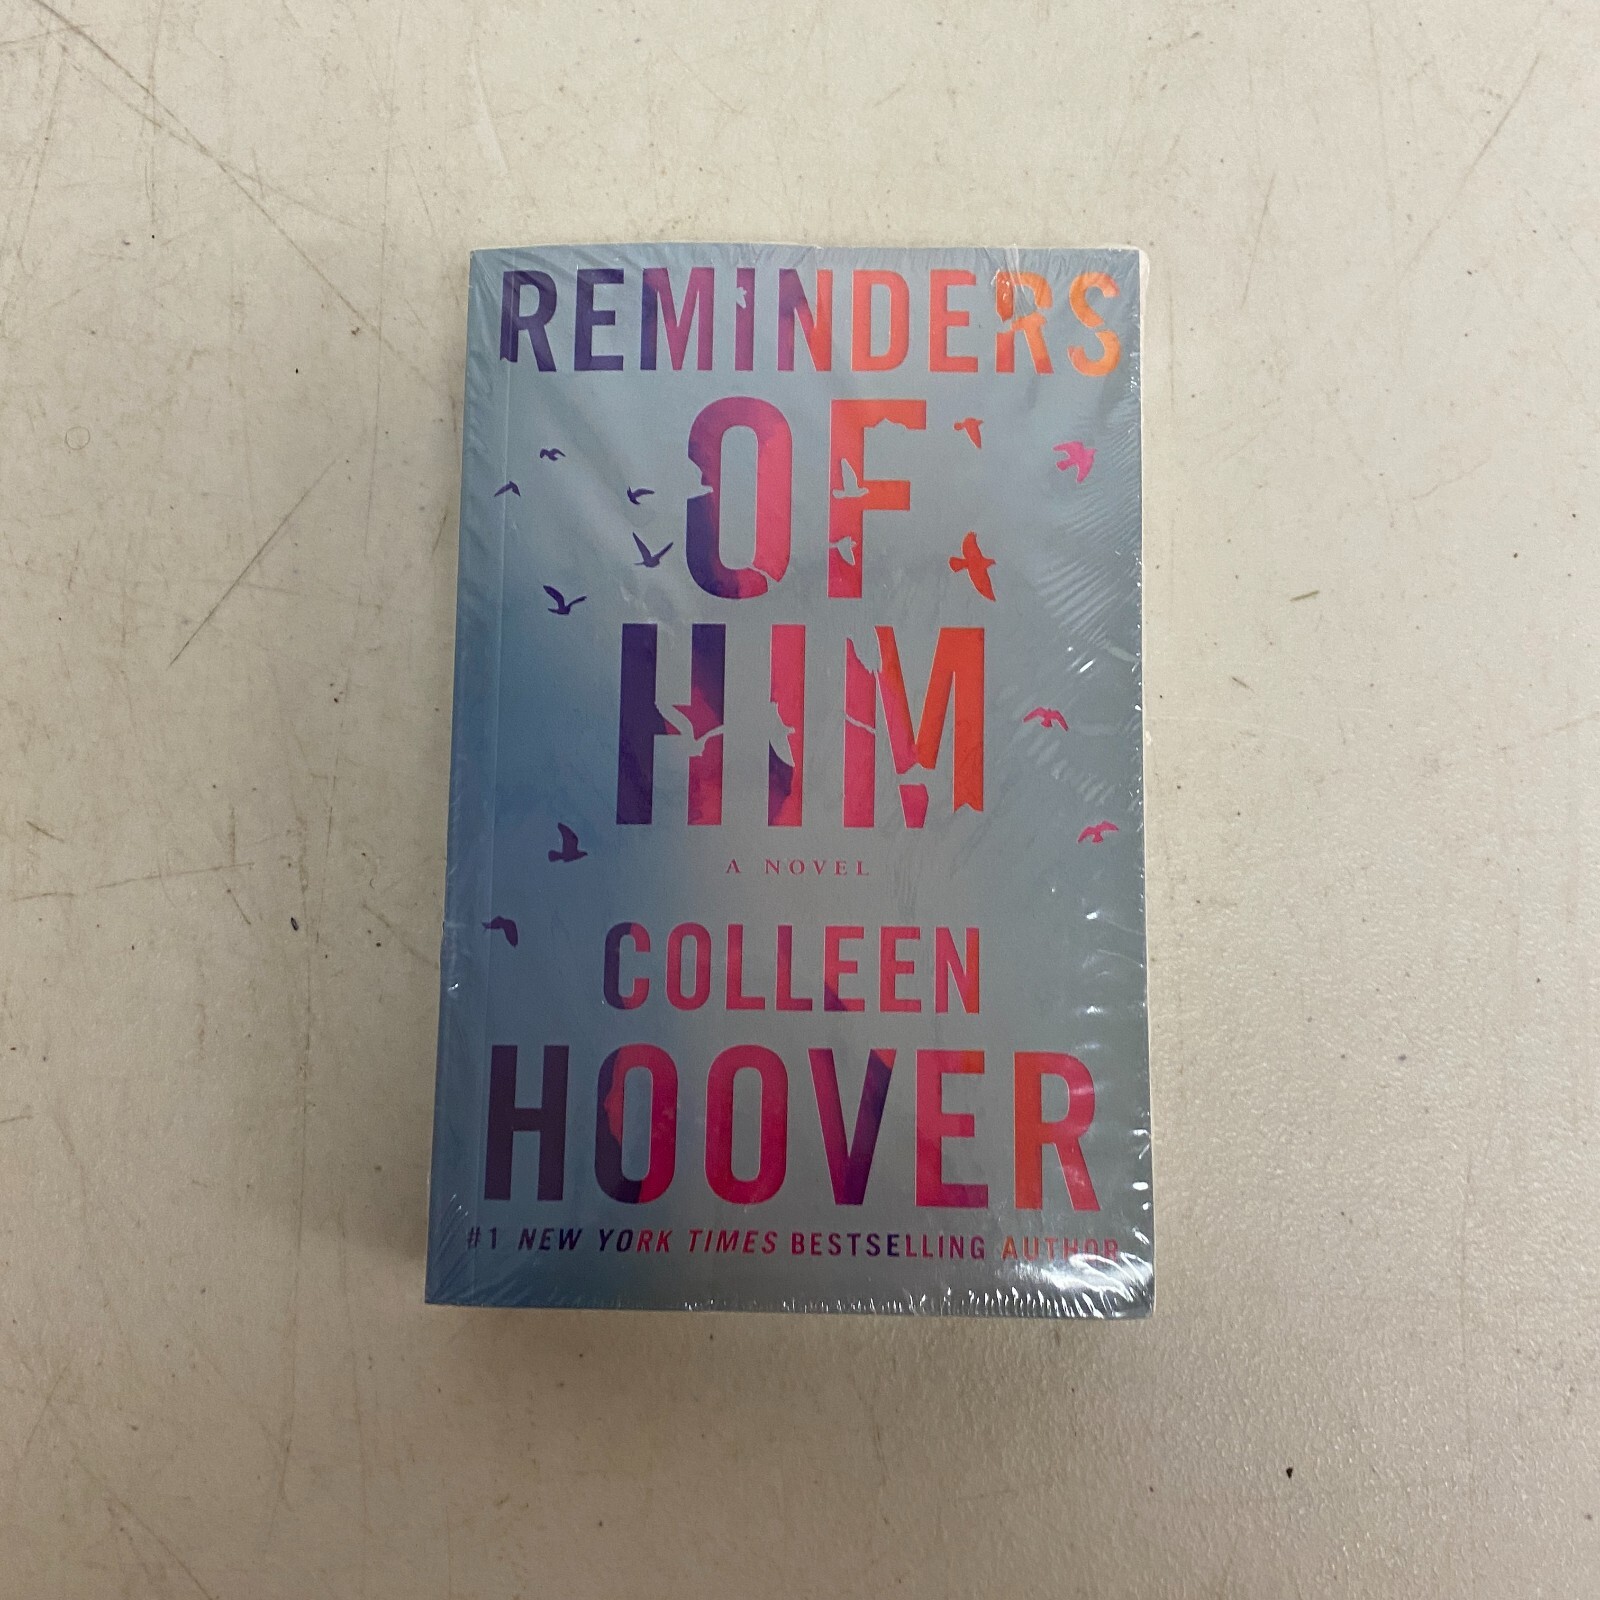 REMINDERS
OF
HIM
A NOVEL
COLLEEN
HOOVER
#1 NEW YORK TIMES BESTSELLING AUTHOR